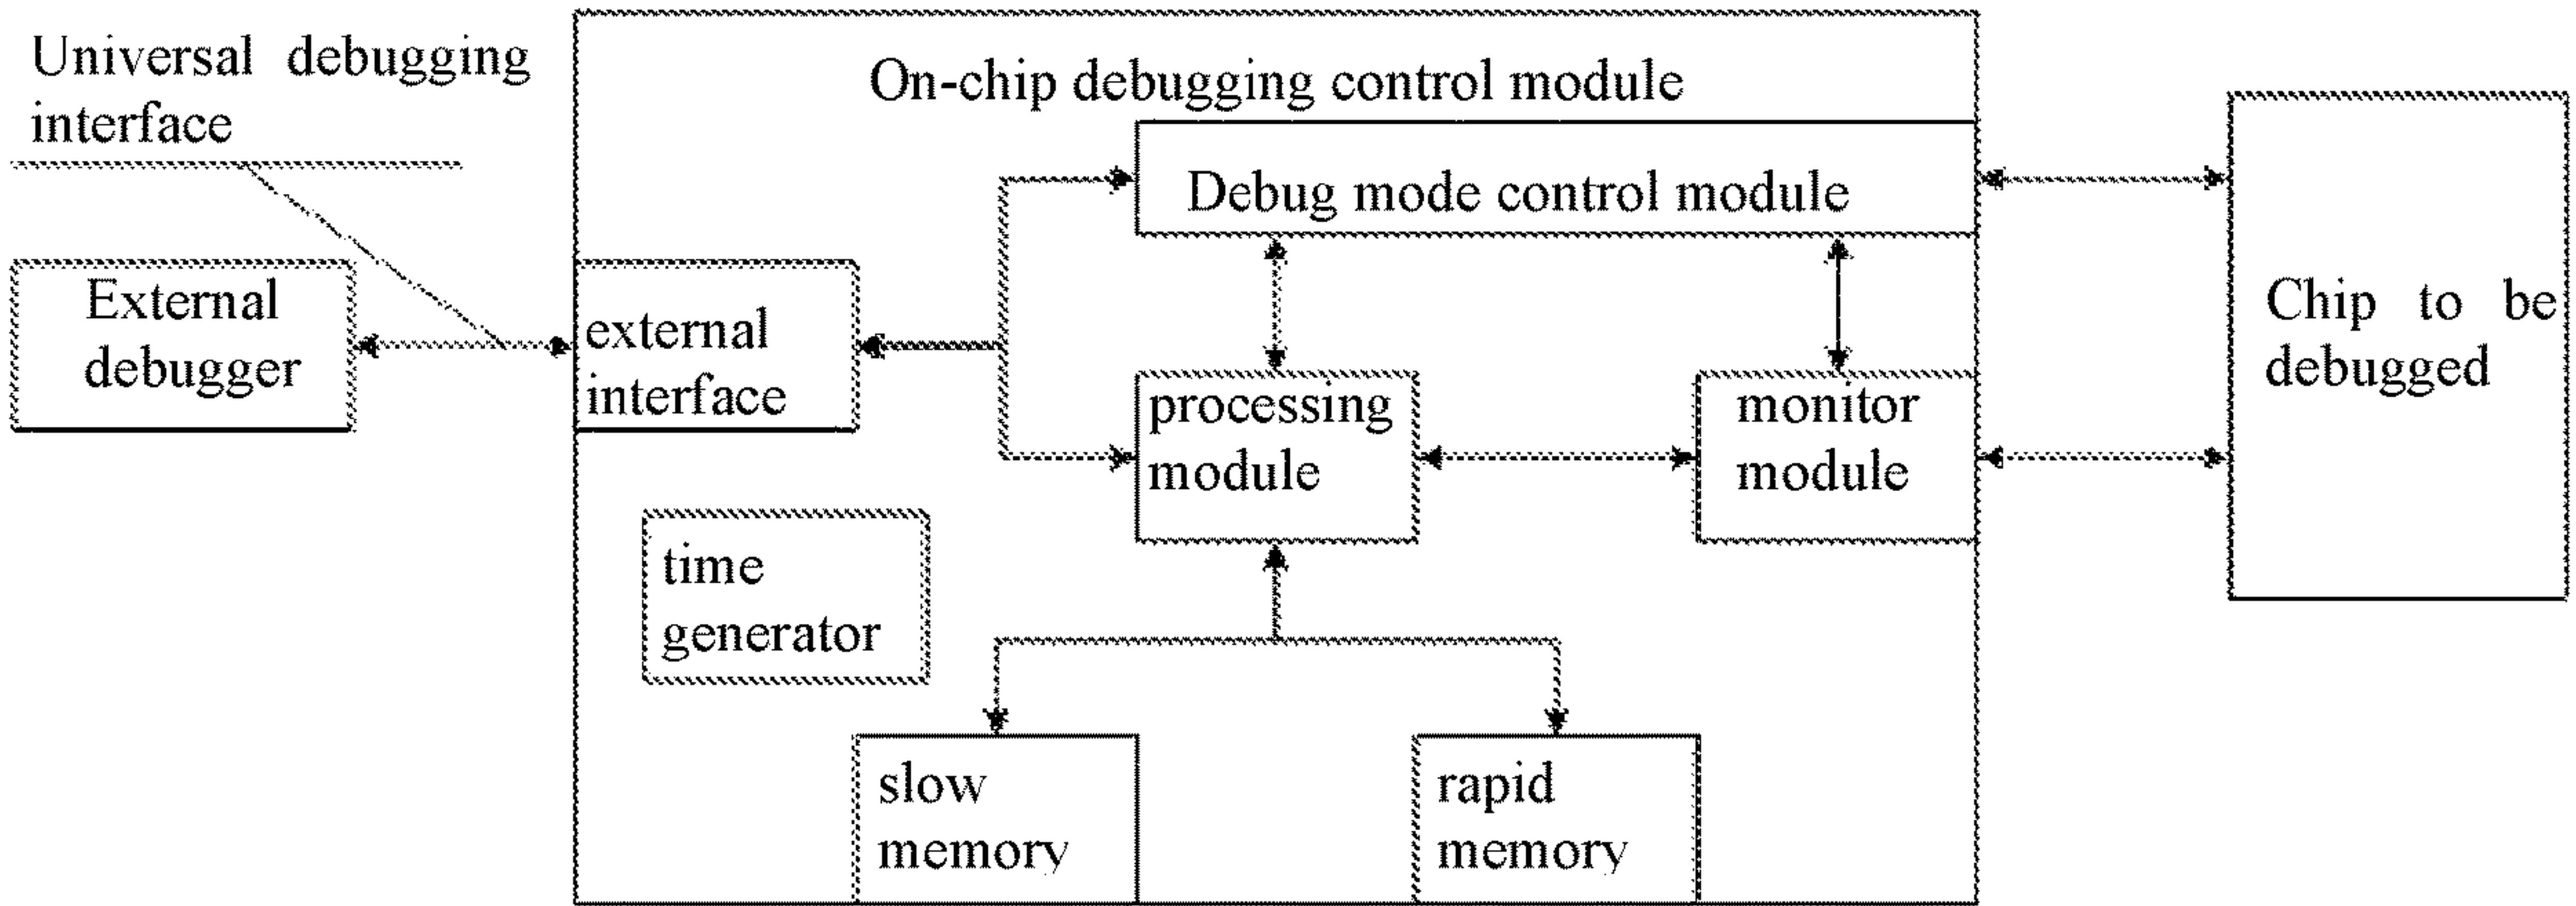 Universal debugging
interface
On-chip debugging control module
Debug mode control module
External
debugger
external
interface
processing
module
monitor
module
Chip to be
debugged
time
generator
slow
memory
rapid
memory